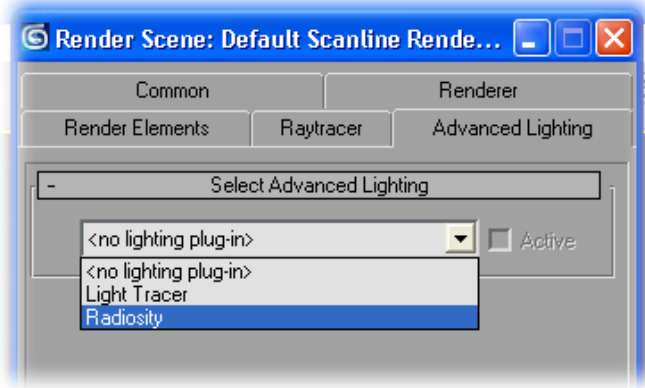 Render Scene: Default Scanline Rende...
Common Renderer
Render Elements Raytracer Advanced Lighting
- Select Advanced Lighting
<no lighting plug-in> Active
<no lighting plug-in>
Light Tracer
Radiosity